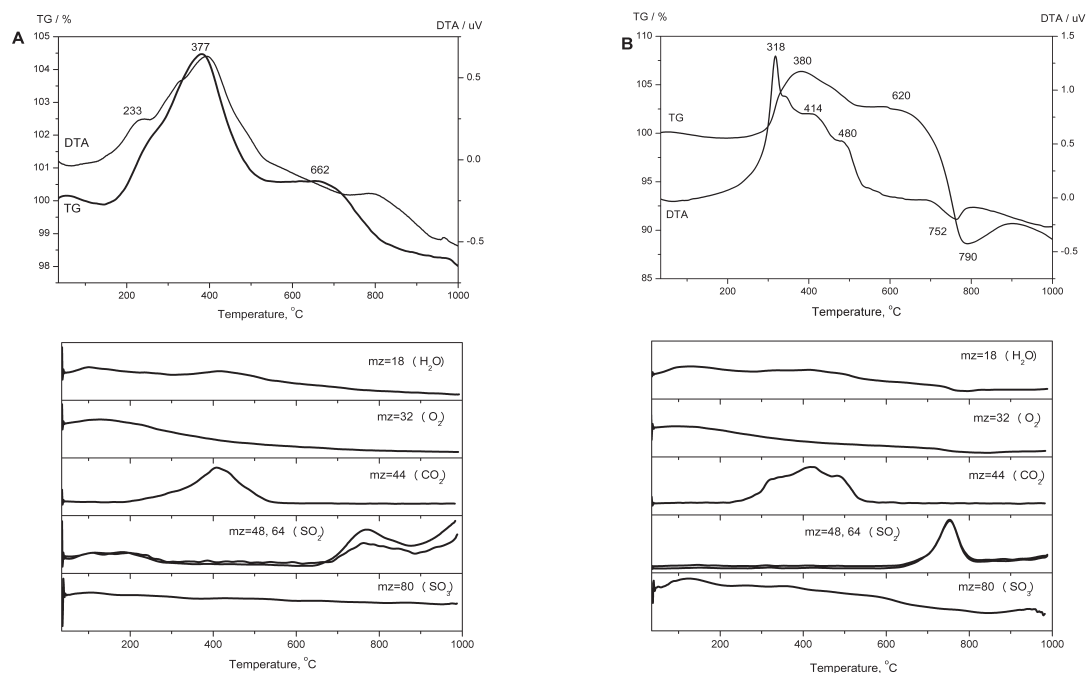 A
TG / %
DTA / uV
105
104
103
102
101
100
99
98
0.5
0.0
-0.5
377
233
662
DTA
TG
200
400
600
800
1000
Temperature, °C
mz=18 ( H₂O )
mz=32 ( O₂ )
mz=44 ( CO₂ )
mz=48, 64 ( SO₂ )
mz=80 ( SO₃ )
200
400
600
800
1000
Temperature, °C
B
TG / %
DTA / uV
110
105
100
95
90
85
1.5
1.0
0.5
0.0
-0.5
318
380
620
414
480
TG
DTA
752
790
200
400
600
800
1000
Temperature, °C
mz=18 ( H₂O )
mz=32 ( O₂ )
mz=44 ( CO₂ )
mz=48, 64 ( SO₂ )
mz=80 ( SO₃ )
200
400
600
800
1000
Temperature, °C